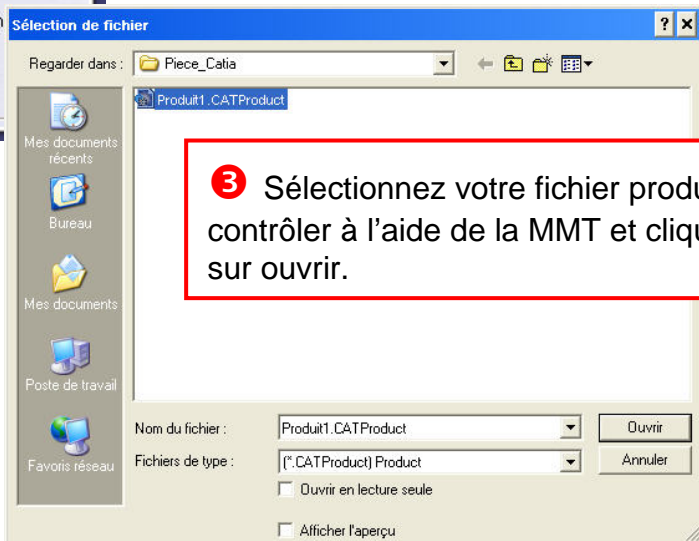 Sélection de fichier
Regarder dans :
Piece_Catia
Produit1.CATProduct
Mes documents
récents
Bureau
Mes documents
Poste de travail
Favoris réseau
❸ Sélectionnez votre fichier produ
contrôler à l’aide de la MMT et cliqu
sur ouvrir.
Nom du fichier : Produit1.CATProduct Ouvrir
Fichiers de type : (*.CATProduct) Product Annuler
Ouvrir en lecture seule
Afficher l'aperçu